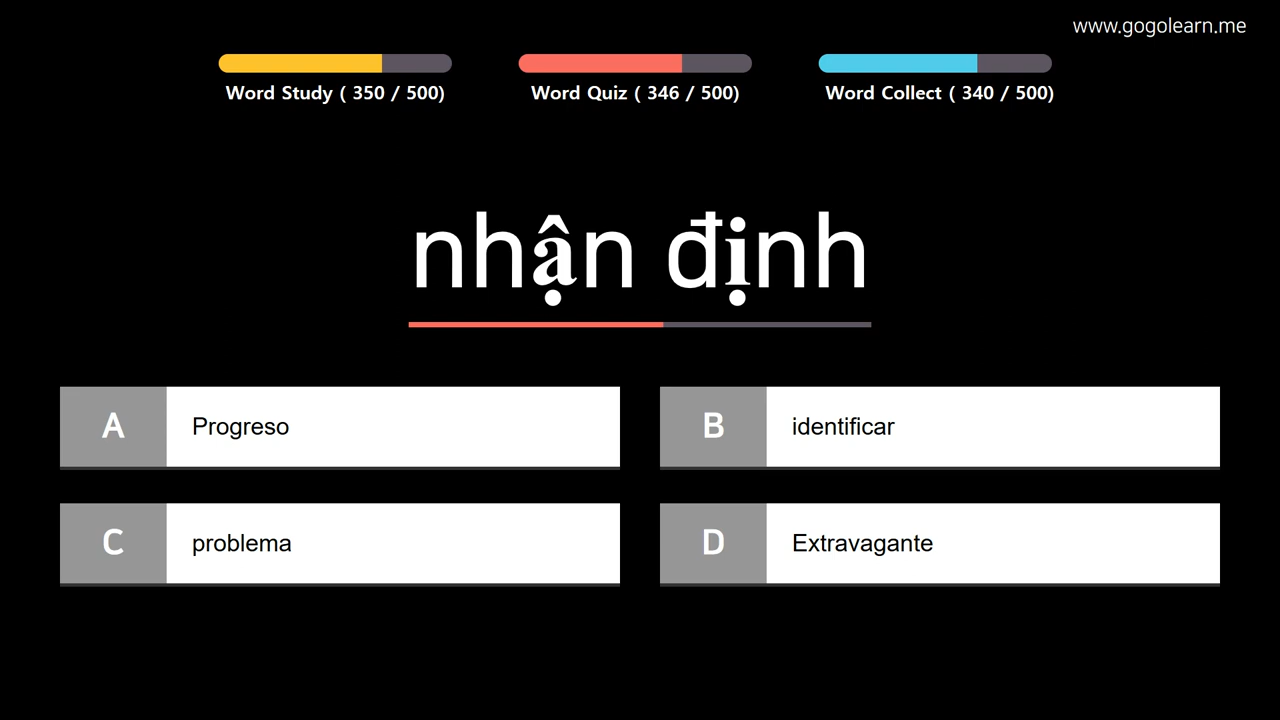 www.gogolearn.me
Word Study ( 350 / 500)
Word Quiz ( 346 / 500)
Word Collect ( 340 / 500)
nhận định
A Progreso
B identificar
C problema
D Extravagante